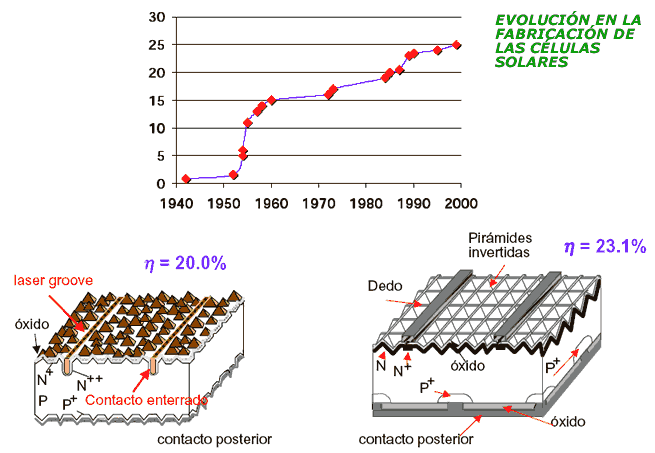 EVOLUCIÓN EN LA
FABRICACIÓN DE
LAS CÉLULAS
SOLARES
30
25
20
15
10
5
0
1940 1950 1960 1970 1980 1990 2000
η = 20.0%
laser groove
óxido
N+
N++
P
P+
Contacto enterrado
contacto posterior
η = 23.1%
Pirámides
invertidas
Dedo
óxido
N
N+
P+
P+
óxido
contacto posterior